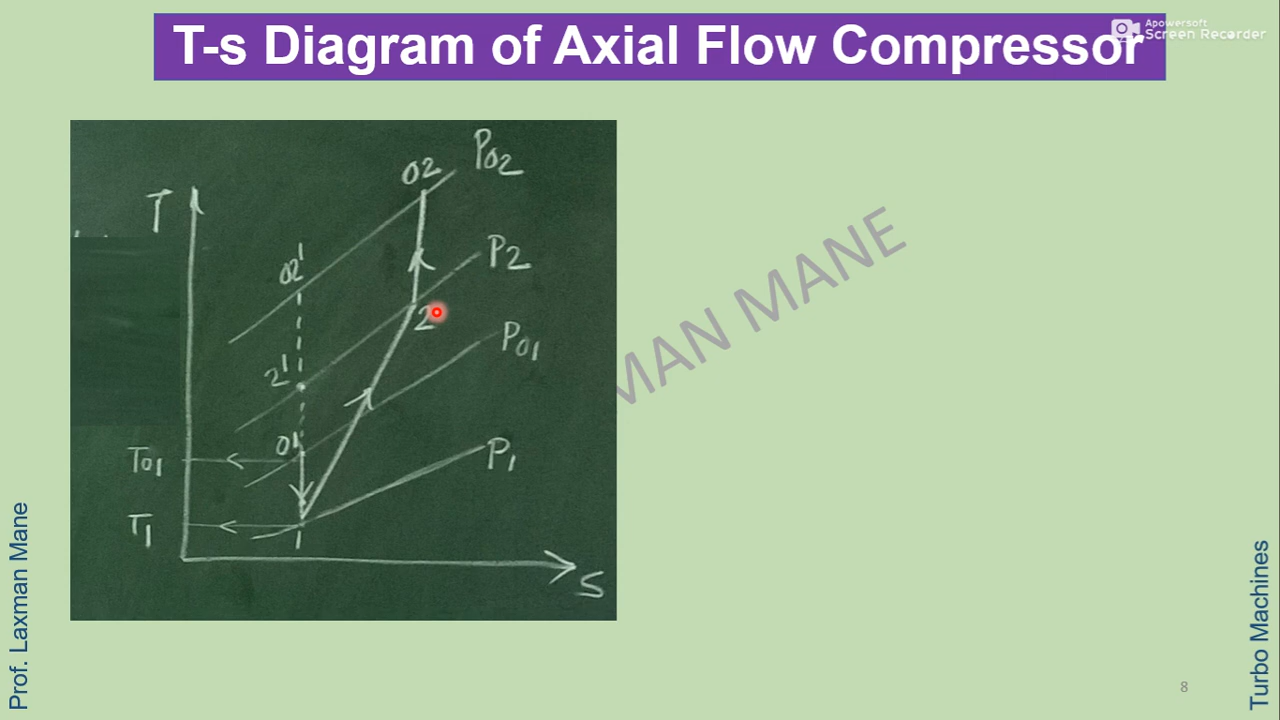 T-s Diagram of Axial Flow Compressor
Apowersoft
Screen Recorder
P02
02
T
P2
02'
2
P01
2'
01
T01
P1
T1
1
S
MAN MANE
Prof. Laxman Mane
Turbo Machines
8